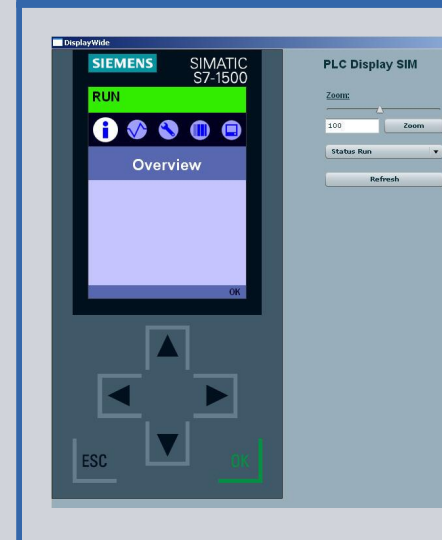 DisplayWide
SIEMENS
SIMATIC
S7-1500
RUN
Overview
OK
ESC
OK
PLC Display SIM
Zoom:
100
Zoom
Status Run
Refresh